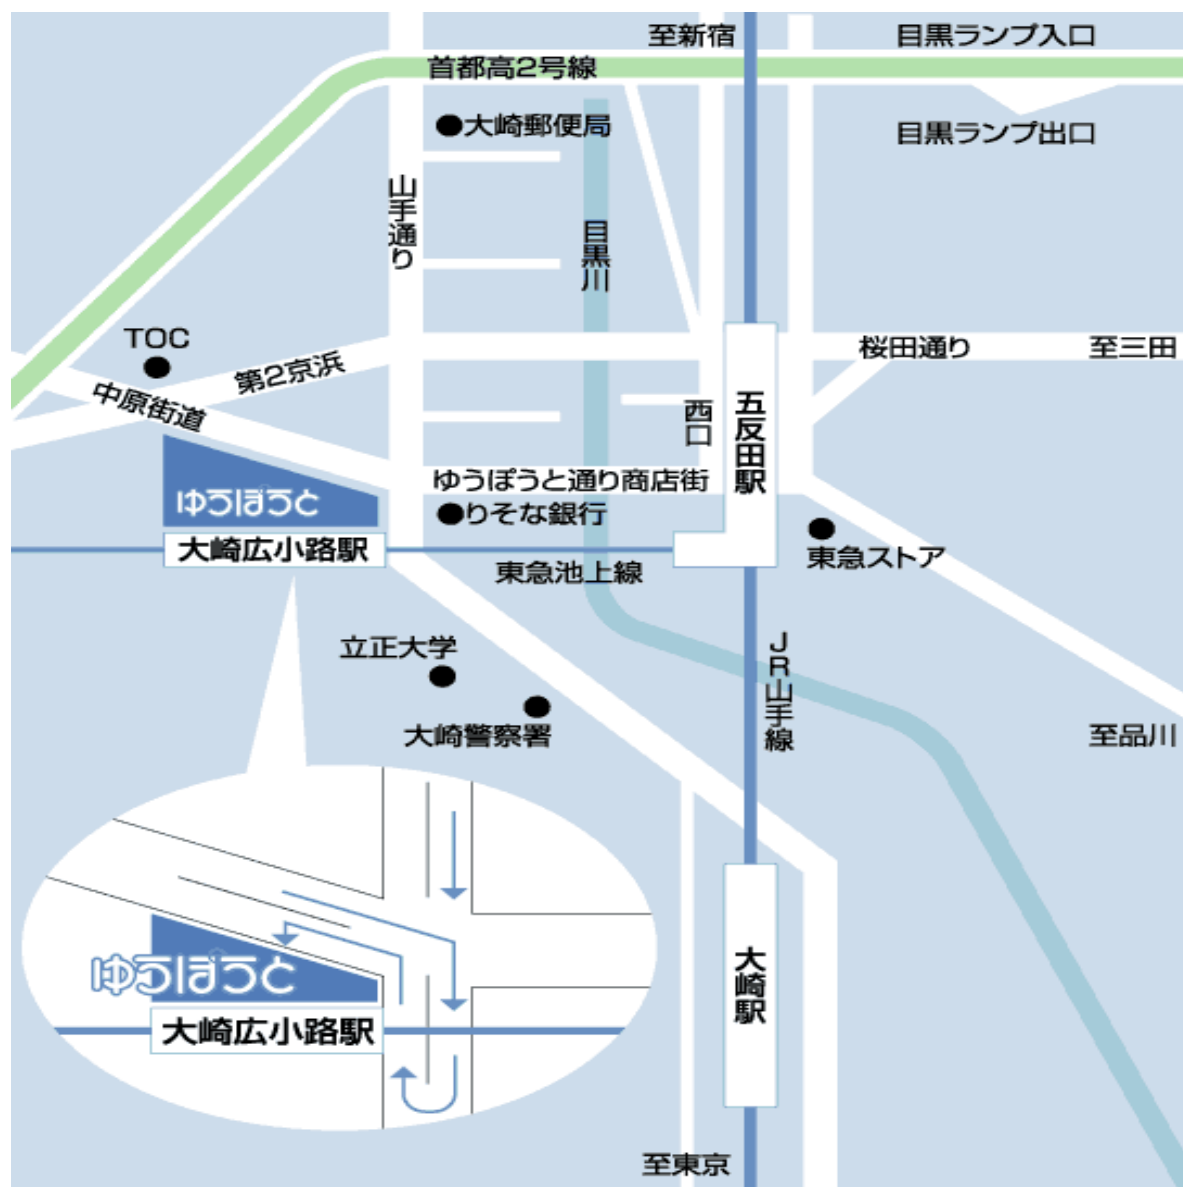 至新宿
目黒ランプ入口
首都高2号線
大崎郵便局
目黒ランプ出口
山手通り
目黒川
TOC
第2京浜
桜田通り
至三田
中原街道
西口
五反田駅
ゆうぽうと通り商店街
ゆうぽうと
りそな銀行
大崎広小路駅
東急池上線
東急ストア
立正大学
JR山手線
大崎警察署
至品川
ゆうぽうと
大崎広小路駅
大崎駅
至東京